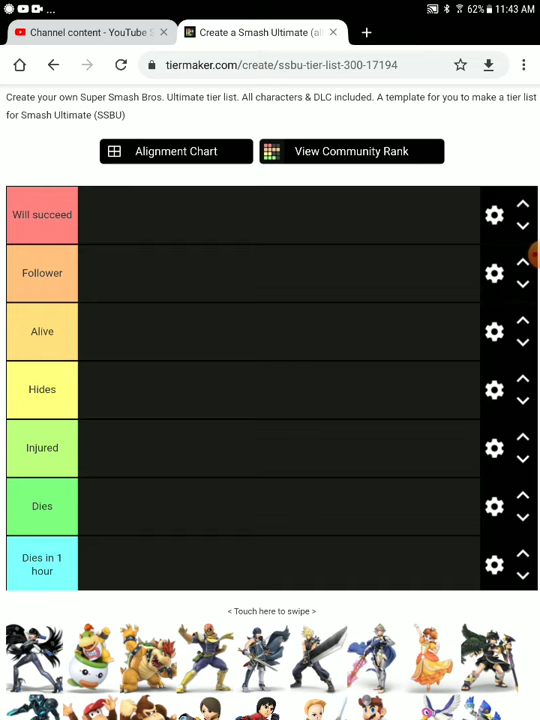 62% 11:43 AM
Channel content - YouTube S
Create a Smash Ultimate (al
tiermaker.com/create/ssbu-tier-list-300-17194
Create your own Super Smash Bros. Ultimate tier list. All characters & DLC included. A template for you to make a tier list
for Smash Ultimate (SSBU)
Alignment Chart
View Community Rank
Will succeed
Follower
Alive
Hides
Injured
Dies
Dies in 1
hour
< Touch here to swipe >